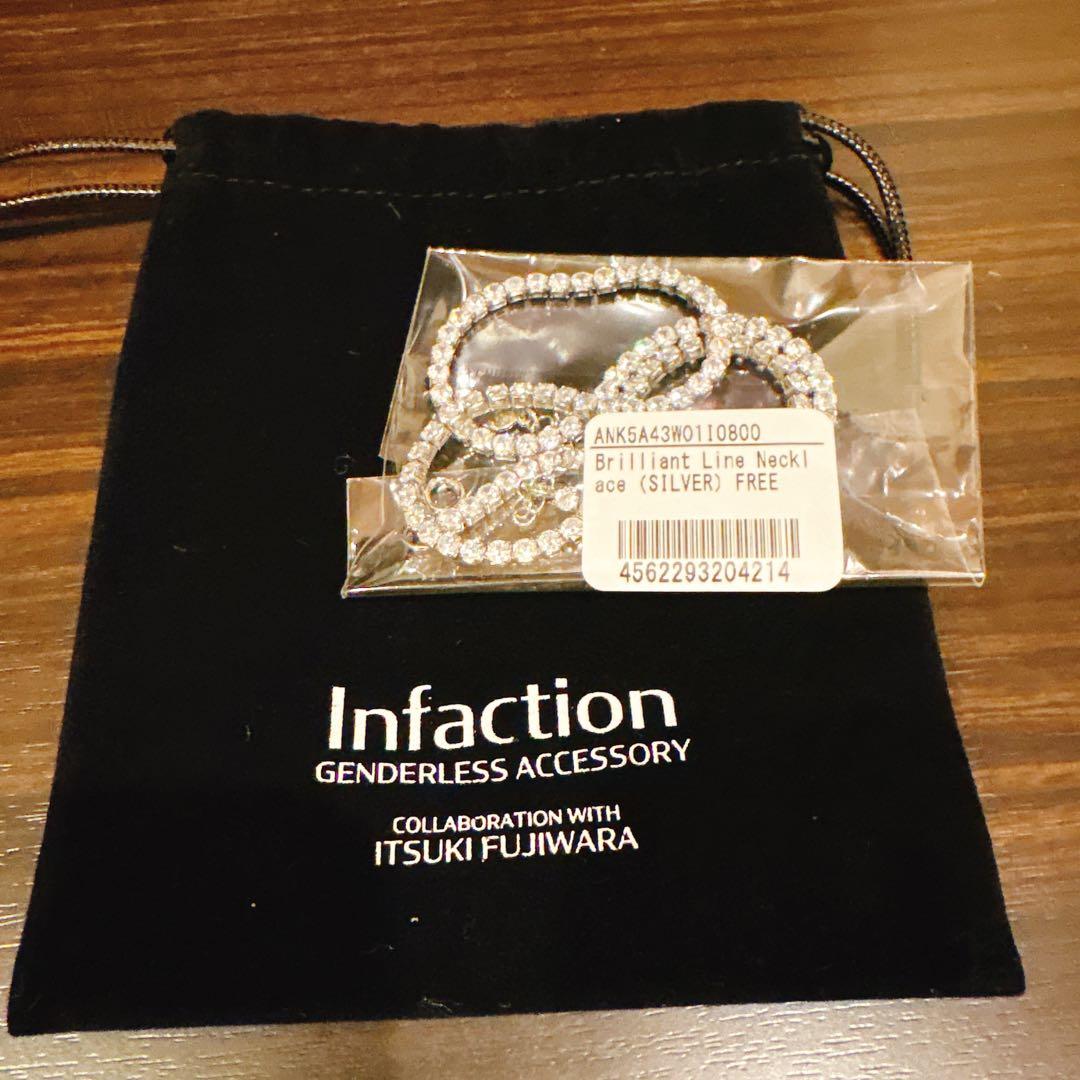 ANK5A43W01I0800
Brilliant Line Neckl
ace (SILVER) FREE
4562293204214
Infaction
GENDERLESS ACCESSORY
COLLABORATION WITH
ITSUKI FUJIWARA